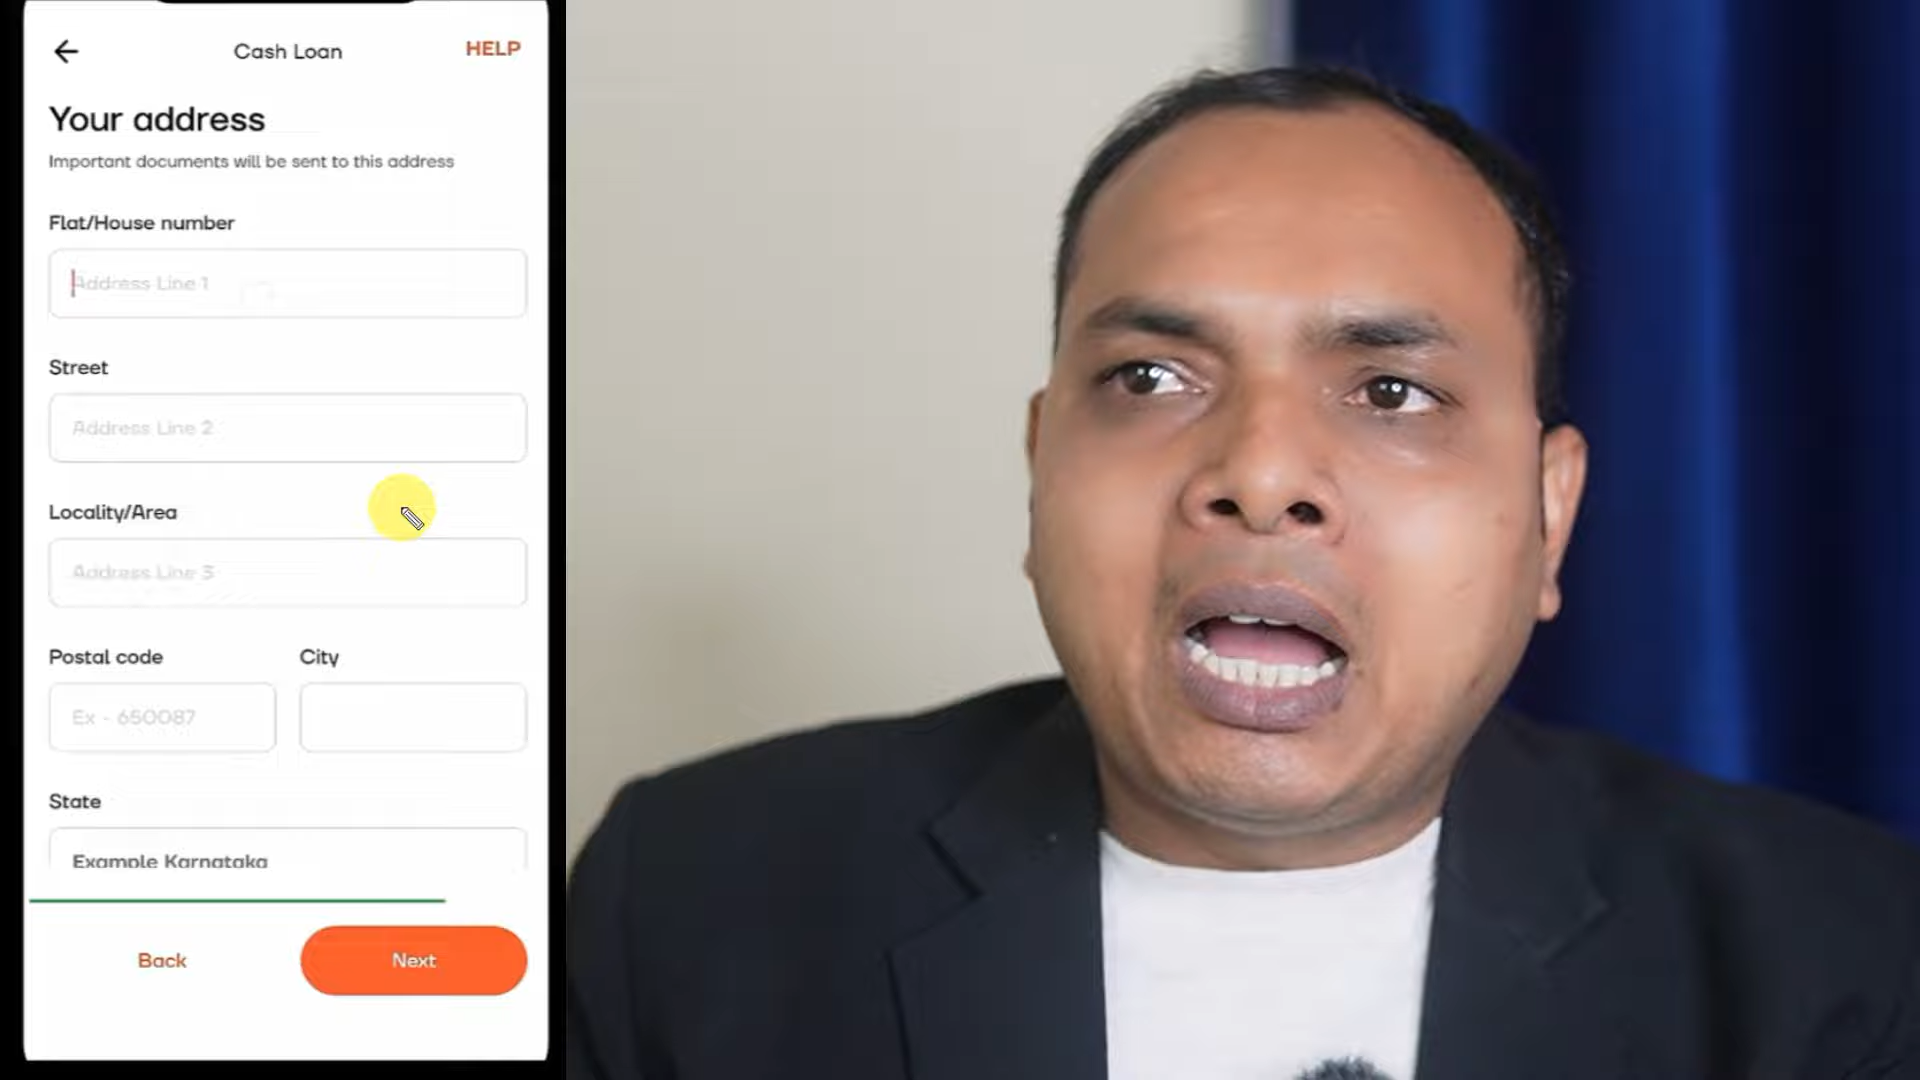 Cash Loan
HELP
Your address
Important documents will be sent to this address
Flat/House number
Address Line 1
Street
Address Line 2
Locality/Area
Address Line 3
Postal code
City
Ex - 650087
State
Example Karnataka
Back
Next